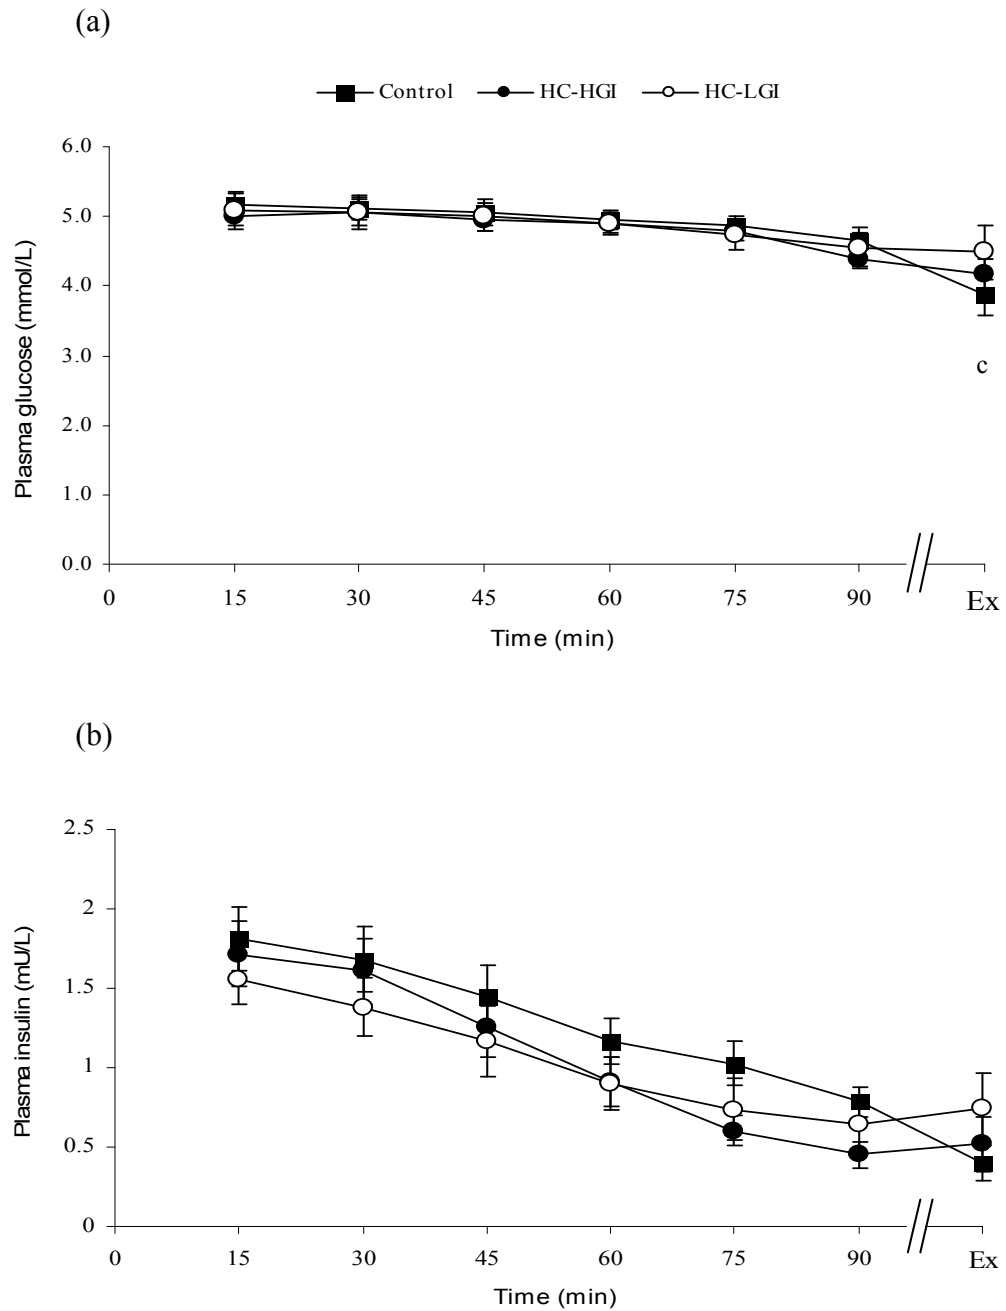 (a)
Control HC-HGI HC-LGI
6.0
5.0
4.0
3.0
2.0
1.0
0.0
Plasma glucose (mmol/L)
c
0 15 30 45 60 75 90 Ex
Time (min)
(b)
2.5
2
1.5
1
0.5
0
Plasma insulin (mU/L)
0 15 30 45 60 75 90 Ex
Time (min)